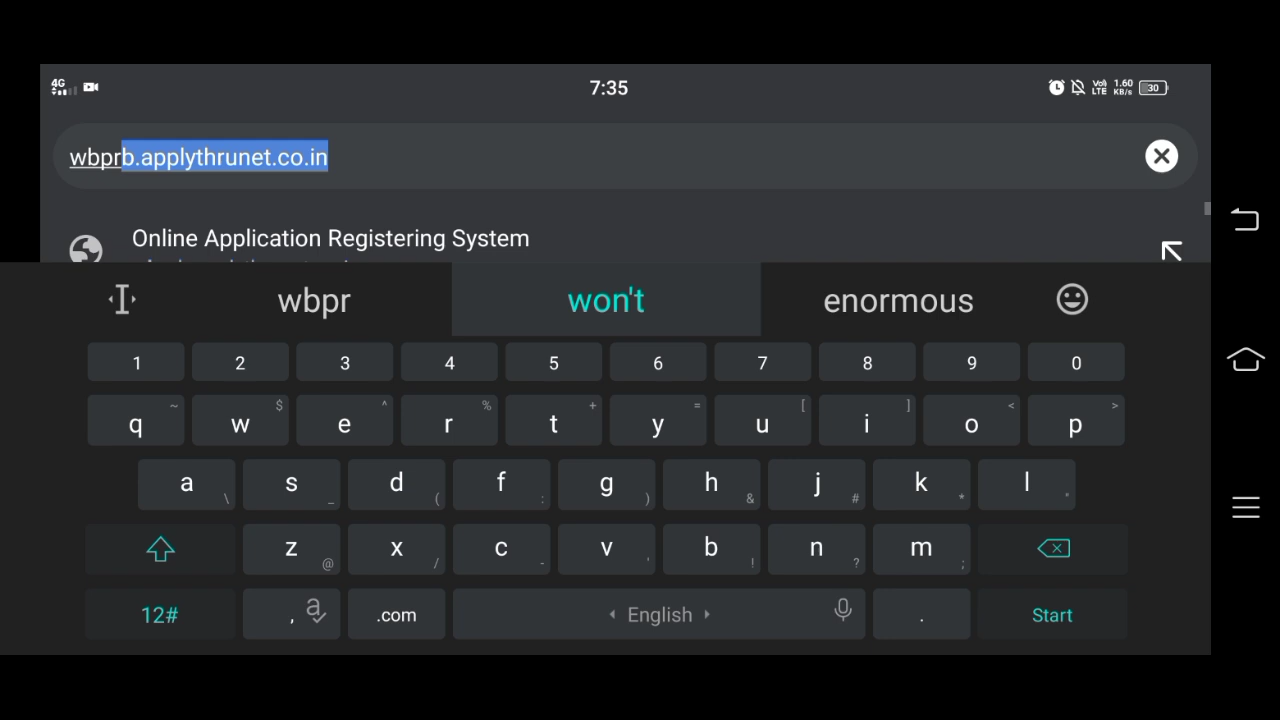 4G 7:35 Vo) LTE 1.60 KB/s 30
wbprb.applythrunet.co.in
Online Application Registering System
wbpr won't enormous
1 2 3 4 5 6 7 8 9 0
q ~ w $ e ^ r % t + y = u [ i ] o < p >
a \ s _ d ( f : g ) h & j # k * l "
z @ x / c - v ' b ! n ? m ;
12# , a .com English . Start